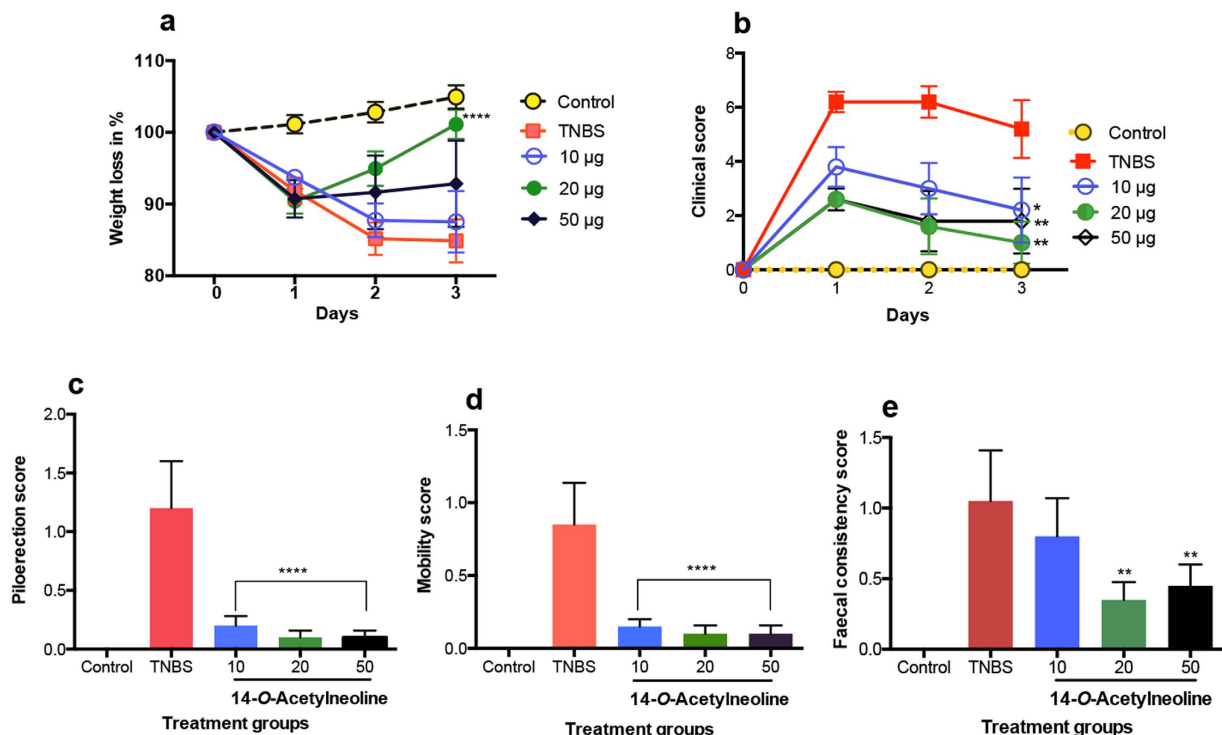 a
Weight loss in %
110
100
90
80
0 1 2 3
Days
****
Control
TNBS
10 µg
20 µg
50 µg
b
Clinical score
8
6
4
2
0
0 1 2 3
Days
*
**
**
Control
TNBS
10 µg
20 µg
50 µg
c
Piloerection score
2.0
1.5
1.0
0.5
0.0
****
Control TNBS 10 20 50
14-O-Acetylneoline
Treatment groups
d
Mobility score
1.5
1.0
0.5
0.0
****
Control TNBS 10 20 50
14-O-Acetylneoline
Treatment groups
e
Faecal consistency score
1.5
1.0
0.5
0.0
**
**
Control TNBS 10 20 50
14-O-Acetylneoline
Treatment groups